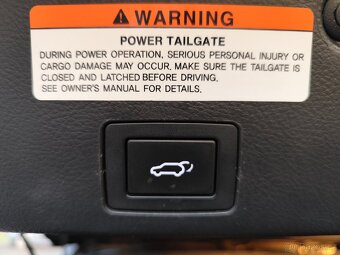 WARNING
POWER TAILGATE
DURING POWER OPERATION, SERIOUS PERSONAL INJURY OR
CARGO DAMAGE MAY OCCUR. MAKE SURE THE TAILGATE IS
CLOSED AND LATCHED BEFORE DRIVING.
SEE OWNER'S MANUAL FOR DETAILS.